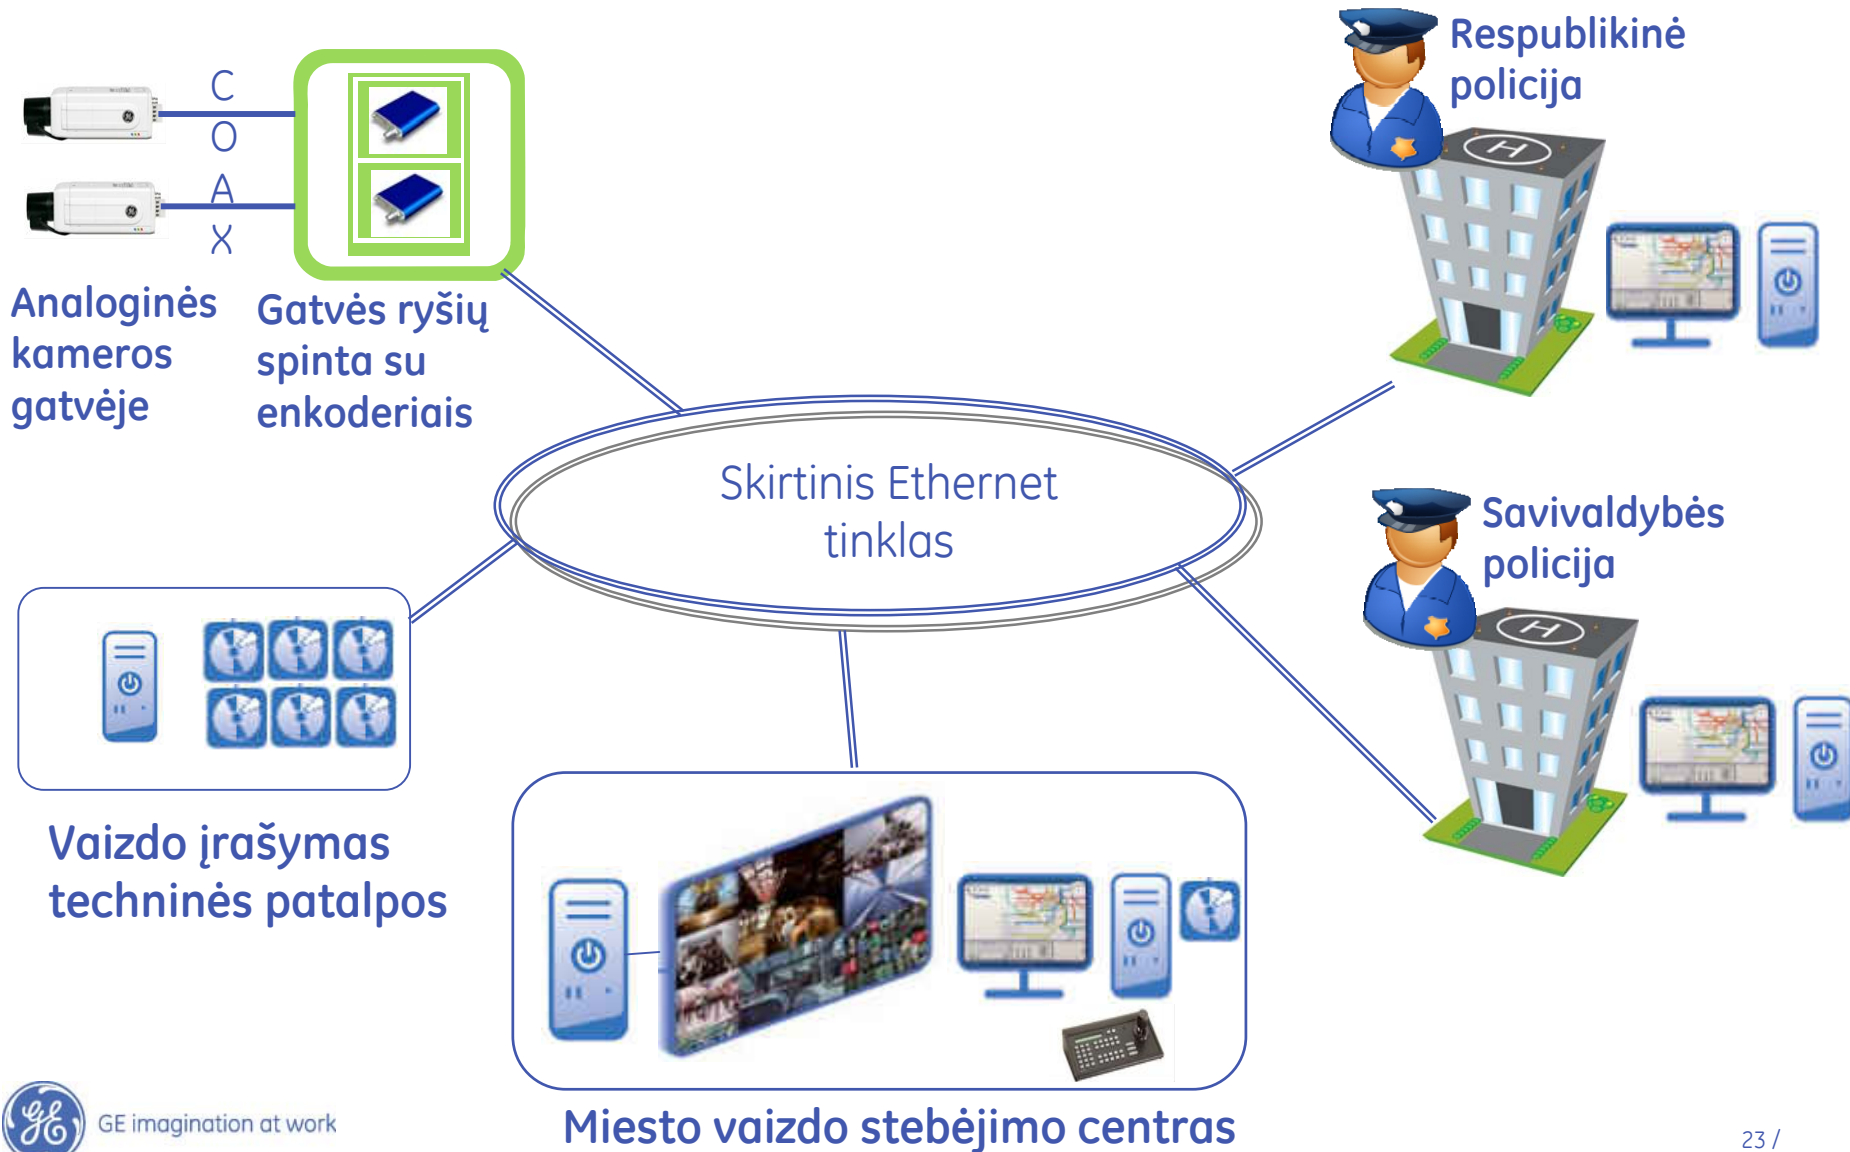 C
O
A
X
Analoginės
kameros
gatvėje
Gatvės ryšių
spinta su
enkoderiais
Respublikinė
policija
H
Skirtinis Ethernet
tinklas
Savivaldybės
policija
H
Vaizdo įrašymas
techninės patalpos
Miesto vaizdo stebėjimo centras
GE
GE imagination at work
23 /